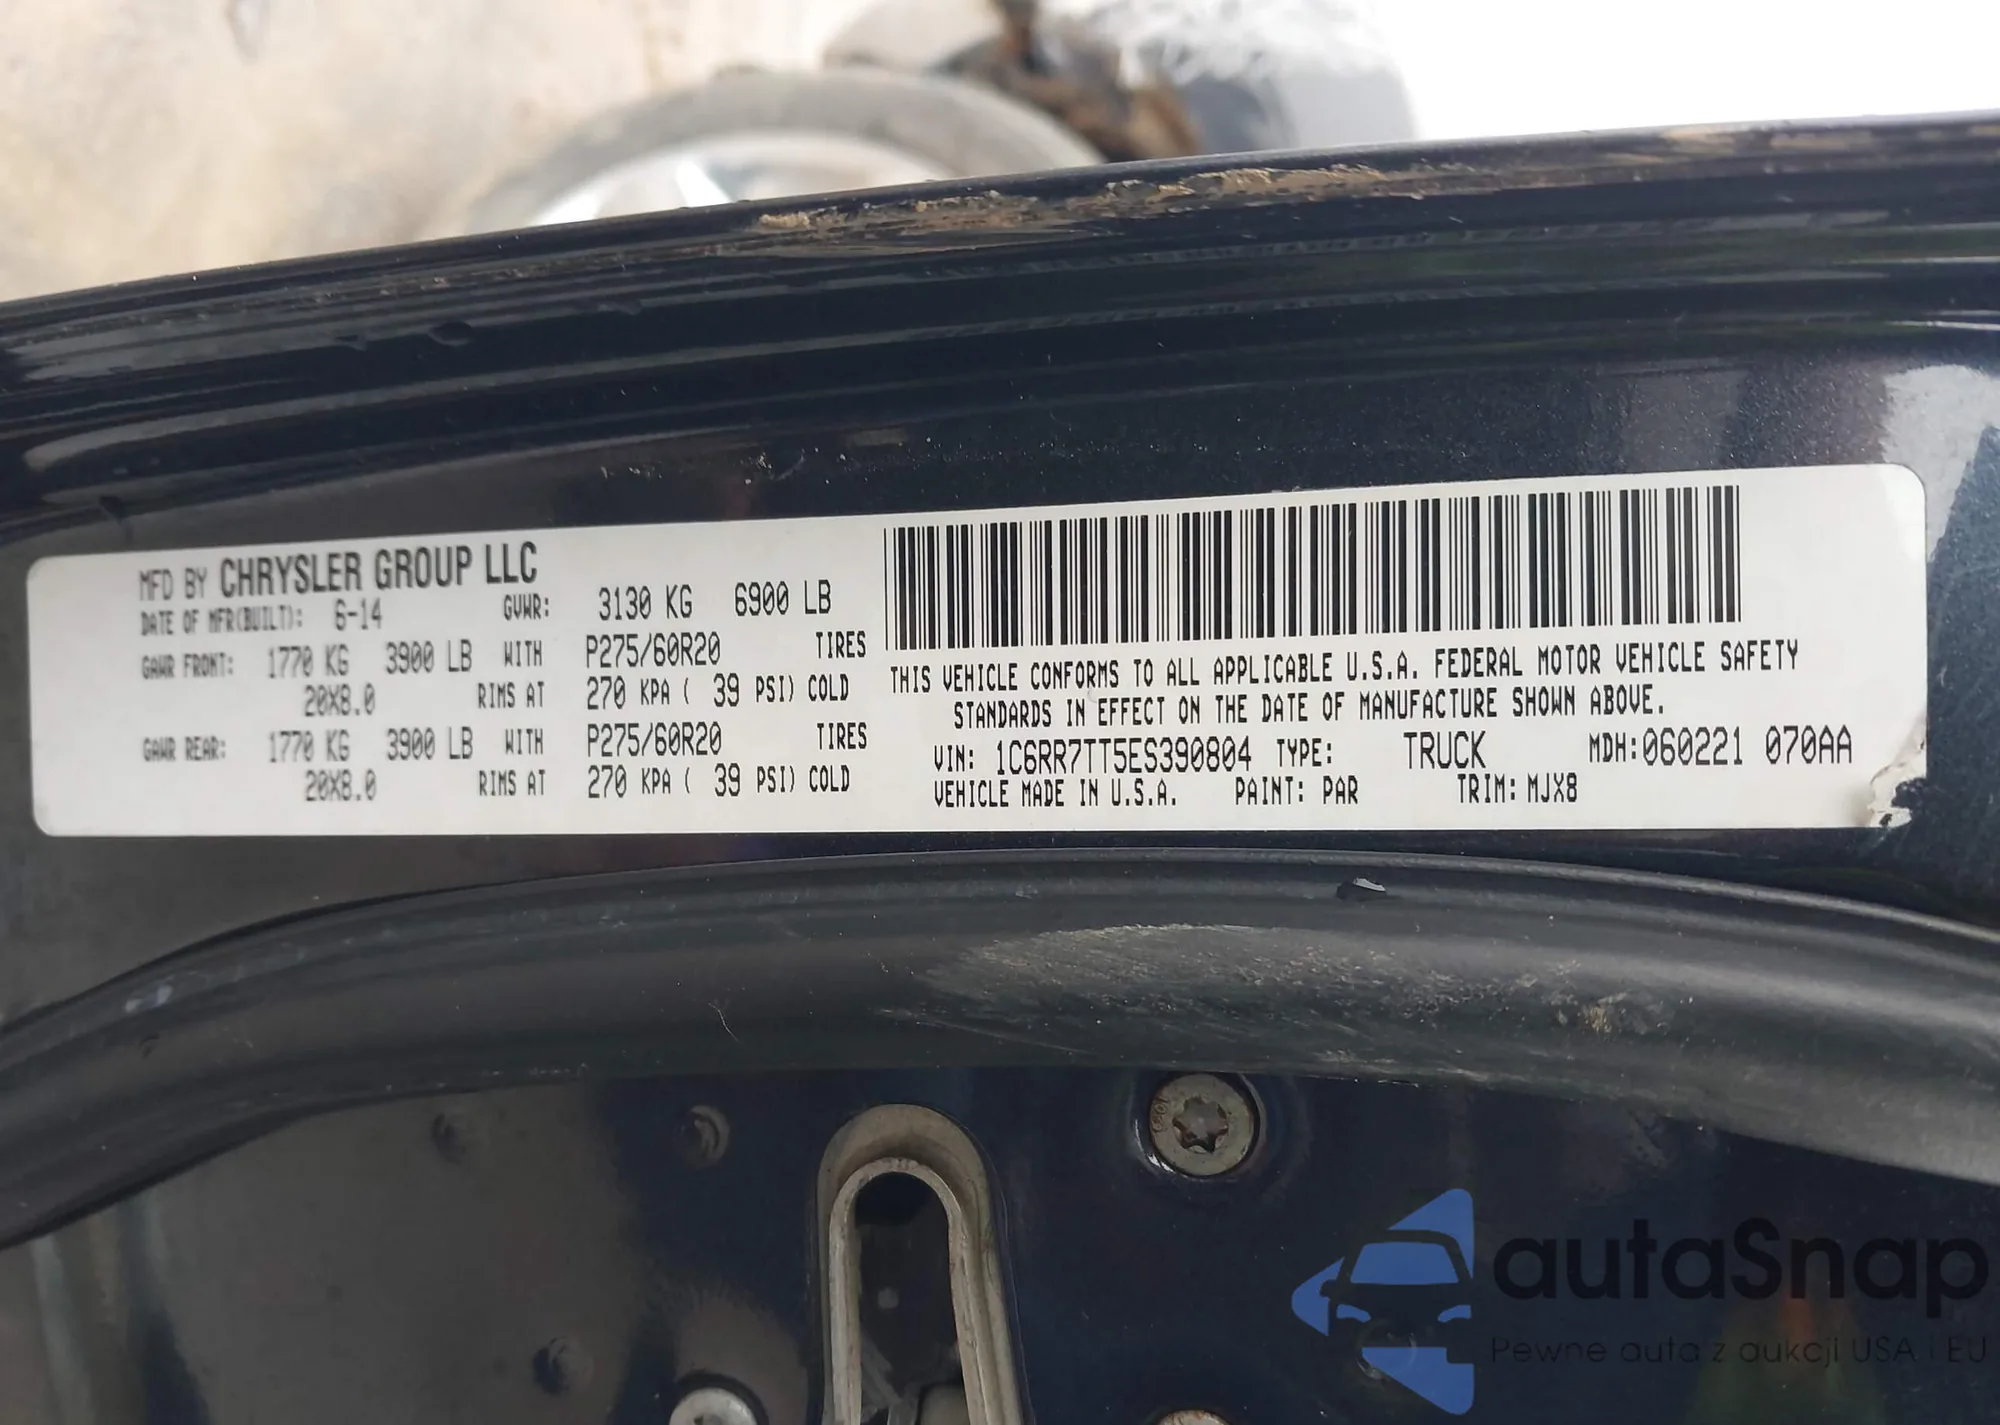 MFD BY CHRYSLER GROUP LLC
DATE OF MFR(BUILT): 6-14 GVWR: 3130 KG 6900 LB
GAWR FRONT: 1770 KG 3900 LB WITH P275/60R20 TIRES
20X8.0 RIMS AT 270 KPA ( 39 PSI) COLD
GAWR REAR: 1770 KG 3900 LB WITH P275/60R20 TIRES
20X8.0 RIMS AT 270 KPA ( 39 PSI) COLD
THIS VEHICLE CONFORMS TO ALL APPLICABLE U.S.A. FEDERAL MOTOR VEHICLE SAFETY
STANDARDS IN EFFECT ON THE DATE OF MANUFACTURE SHOWN ABOVE.
VIN: 1C6RR7TT5ES390804 TYPE: TRUCK MDH:060221 070AA
VEHICLE MADE IN U.S.A. PAINT: PAR TRIM: MJX8
autaSnap
Pewne auta z aukcji USA i EU